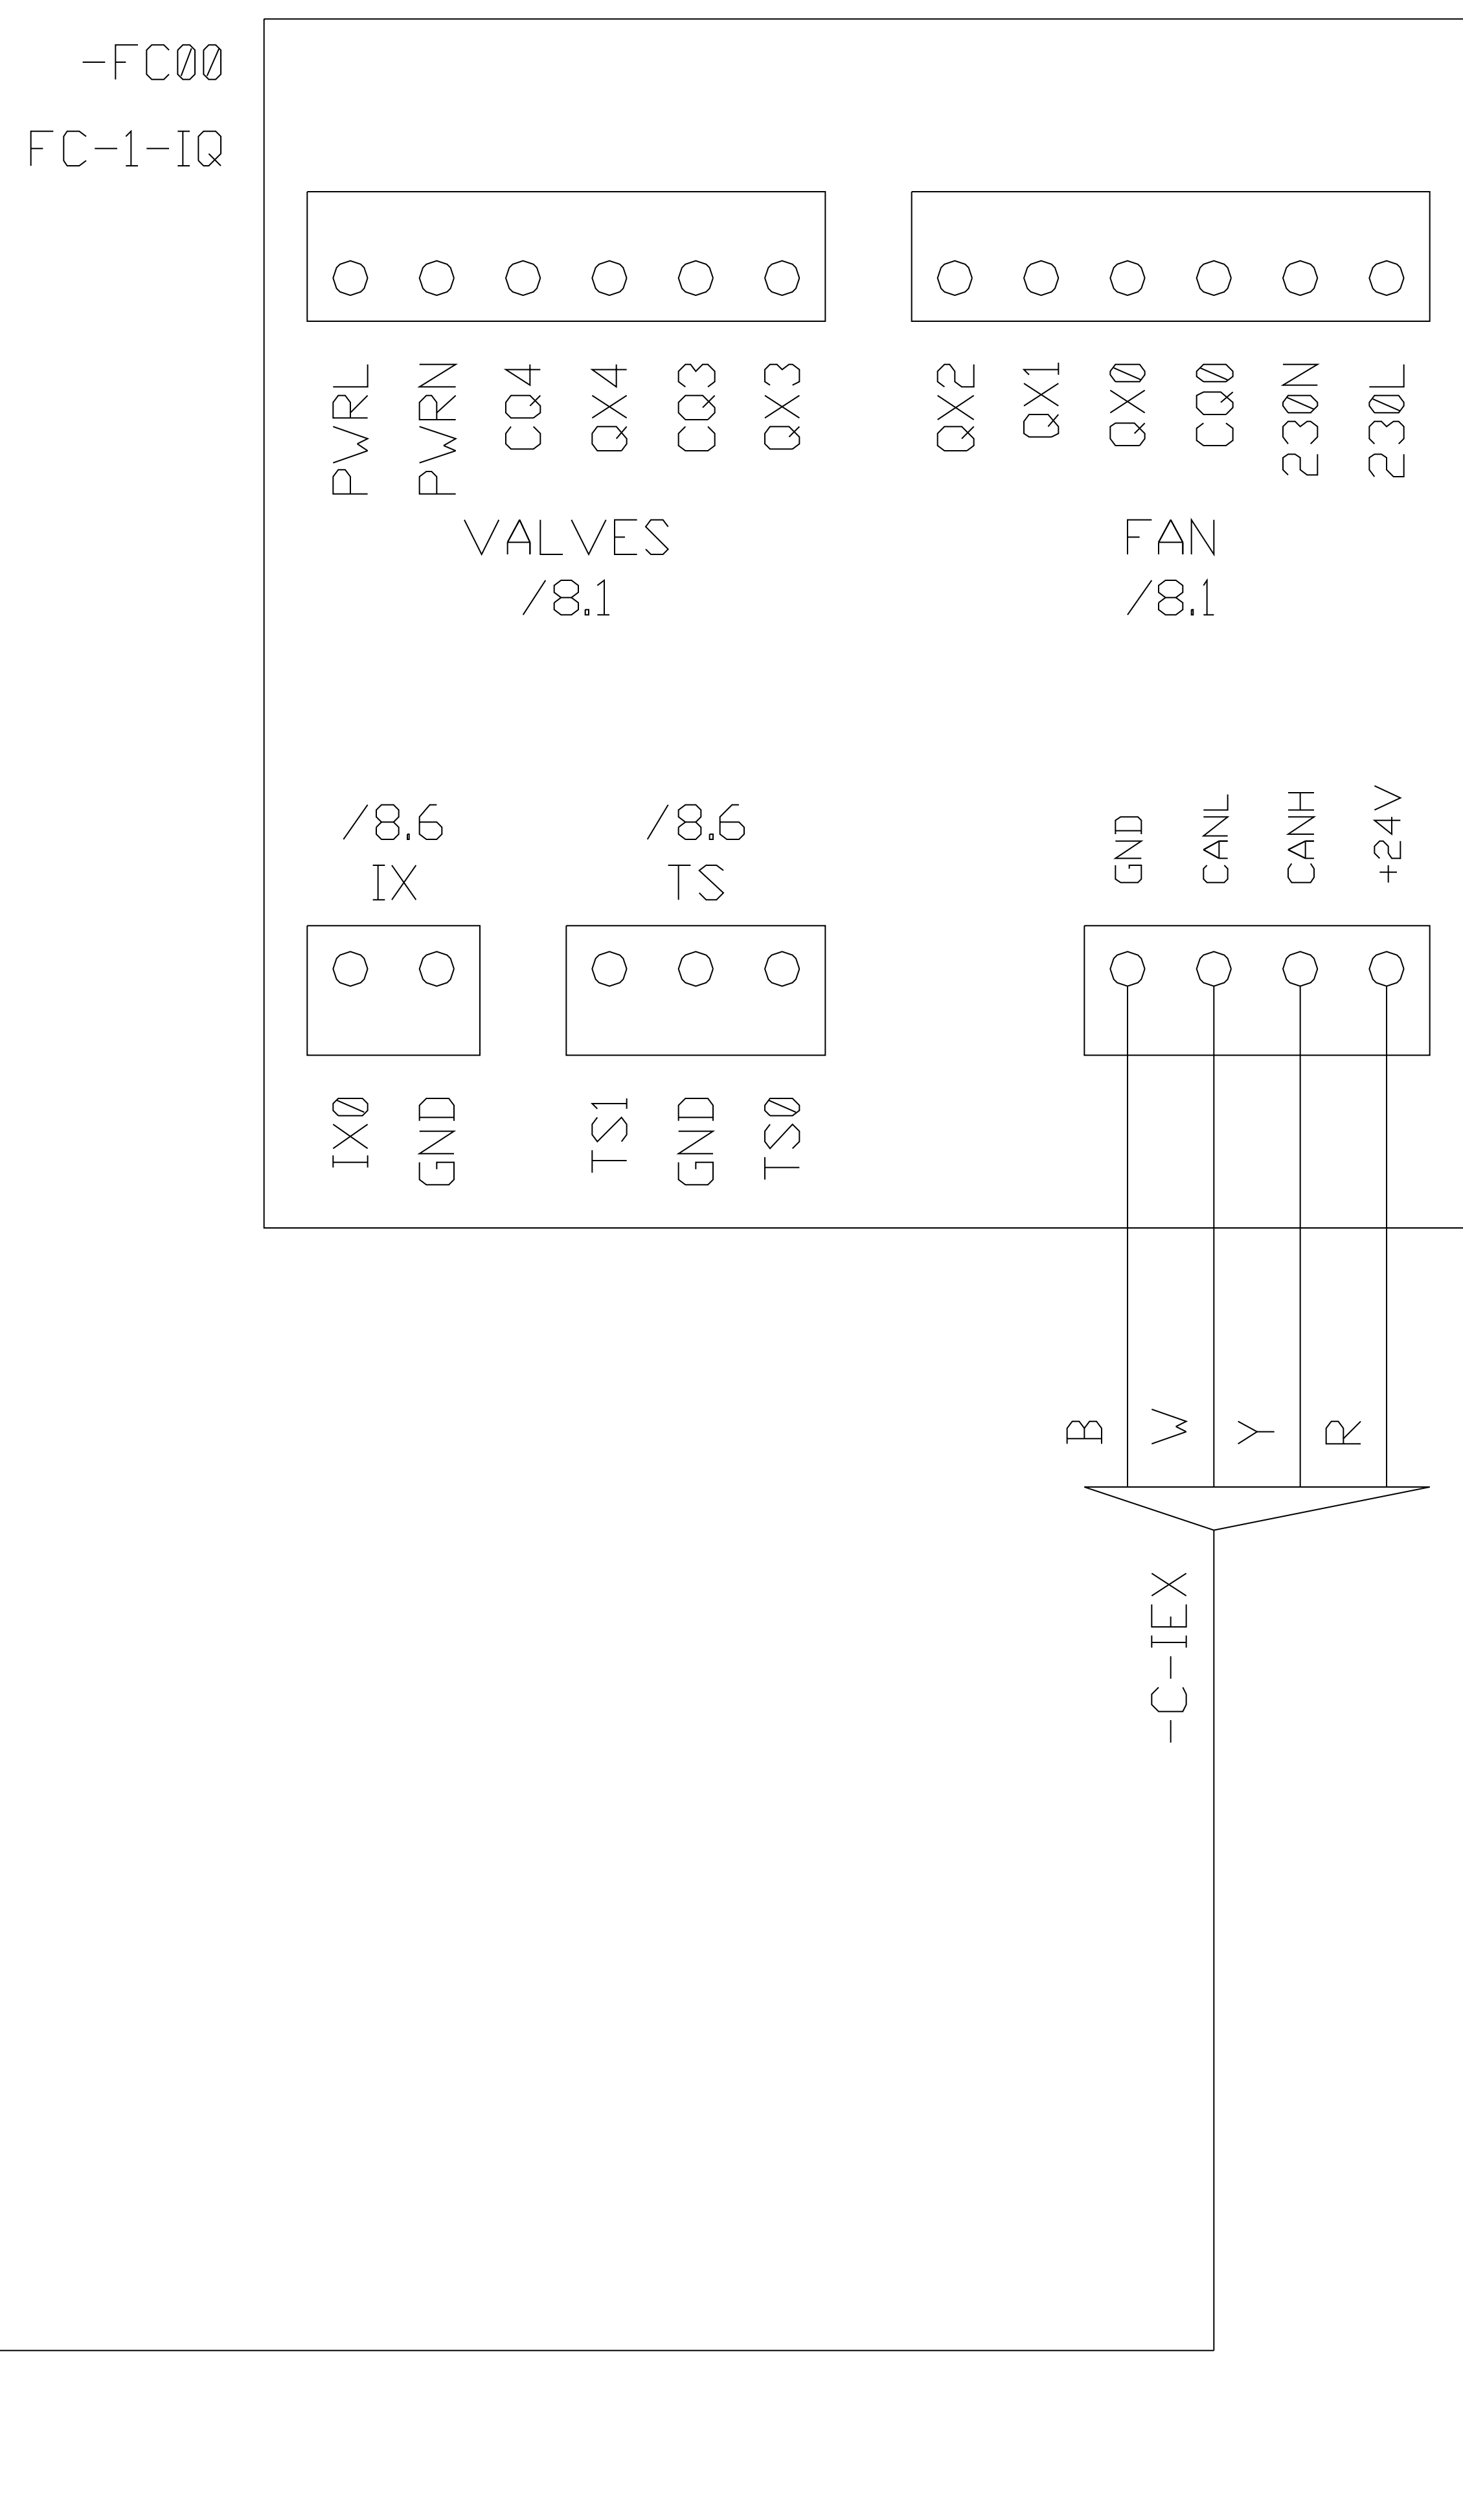 -FC00
FC-1-IQ
PWRL
PWRN
CQ4
QX4
CQ3
QX3
QX2
QX1
QX0
CQ0
230N
230L
VALVES
/8.1
FAN
/8.1
/8.6
IX
/8.6
TS
GND
CANL
CANH
+24V
IX0
GND
TS1
GND
TS0
B
W
Y
R
-C-IEX